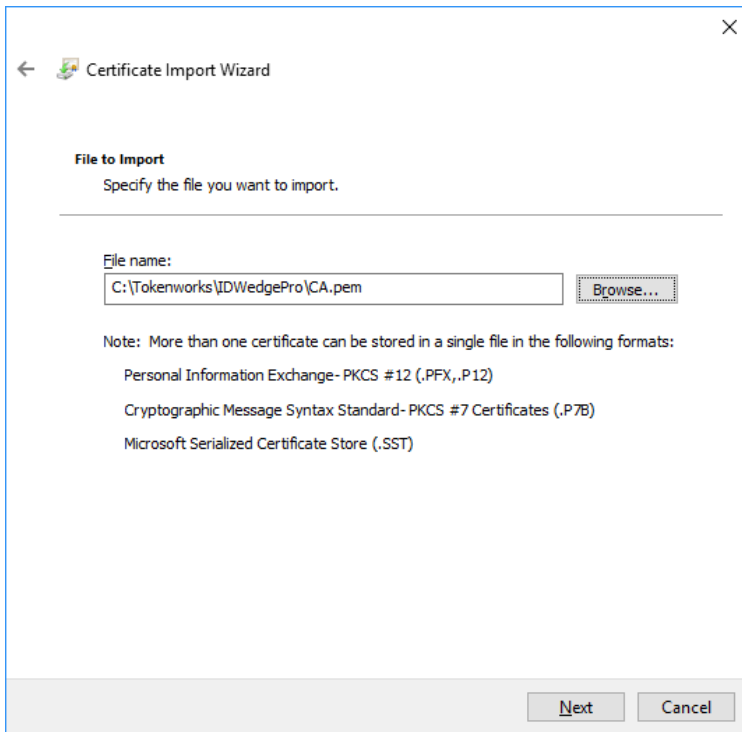 Certificate Import Wizard
File to Import
Specify the file you want to import.
File name:
C:\Tokenworks\IDWedgePro\CA.pem
Browse...
Note: More than one certificate can be stored in a single file in the following formats:
Personal Information Exchange- PKCS #12 (.PFX,.P12)
Cryptographic Message Syntax Standard- PKCS #7 Certificates (.P7B)
Microsoft Serialized Certificate Store (.SST)
Next
Cancel